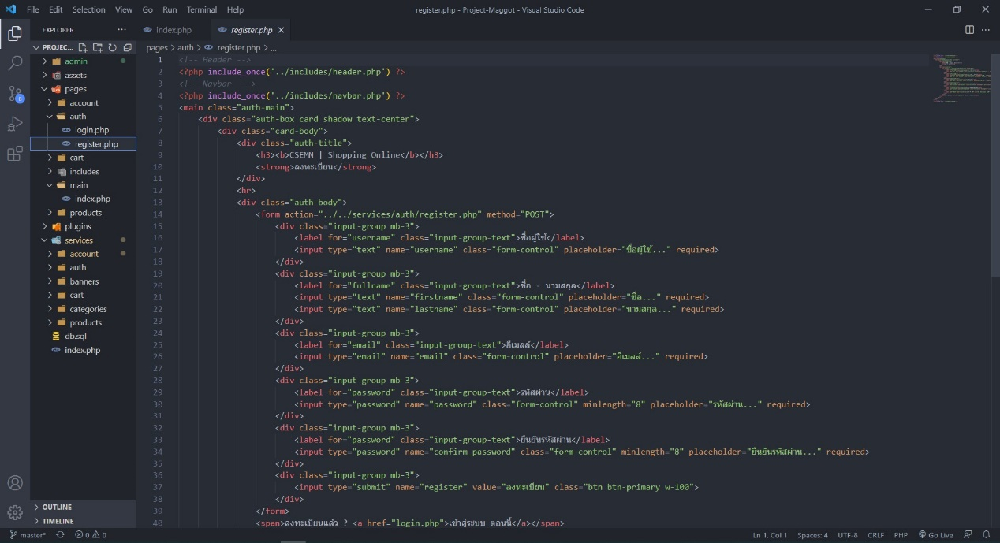 File Edit Selection View Go Run Terminal Help
register.php - Project-Maggot - Visual Studio Code
EXPLORER ...
index.php
register.php
PROJEC...
pages > auth > register.php > ...
admin
assets
pages
account
auth
login.php
register.php
cart
includes
main
index.php
products
plugins
services
account
auth
banners
cart
categories
products
db.sql
index.php
OUTLINE
TIMELINE
1 <!-- Header -->
2 <?php include_once('../includes/header.php') ?>
3 <!-- Navbar  -->
4 <?php include_once('../includes/navbar.php') ?>
5 <main class="auth-main">
6 <div class="auth-box card shadow text-center">
7 <div class="card-body">
8 <div class="auth-title">
9 <h3><b>CSEMN | Shopping Online</b></h3>
10 <strong>ลงทะเบียน</strong>
11 </div>
12 <hr>
13 <div class="auth-body">
14 <form action="../../services/auth/register.php" method="POST">
15 <div class="input-group mb-3">
16 <label for="username" class="input-group-text">ชื่อผู้ใช้</label>
17 <input type="text" name="username" class="form-control" placeholder="ชื่อผู้ใช้..." required>
18 </div>
19 <div class="input-group mb-3">
20 <label for="fullname" class="input-group-text">ชื่อ - นามสกุล</label>
21 <input type="text" name="firstname" class="form-control" placeholder="ชื่อ..." required>
22 <input type="text" name="lastname" class="form-control" placeholder="นามสกุล..." required>
23 </div>
24 <div class="input-group mb-3">
25 <label for="email" class="input-group-text">อีเมลล์</label>
26 <input type="email" name="email" class="form-control" placeholder="อีเมลล์..." required>
27 </div>
28 <div class="input-group mb-3">
29 <label for="password" class="input-group-text">รหัสผ่าน</label>
30 <input type="password" name="password" class="form-control" minlength="8" placeholder="รหัสผ่าน..." required>
31 </div>
32 <div class="input-group mb-3">
33 <label for="password" class="input-group-text">ยืนยันรหัสผ่าน</label>
34 <input type="password" name="confirm_password" class="form-control" minlength="8" placeholder="ยืนยันรหัสผ่าน..." required>
35 </div>
36 <div class="input-group mb-3">
37 <input type="submit" name="register" value="ลงทะเบียน" class="btn btn-primary w-100">
38 </div>
39 </form>
40 <span>ลงทะเบียนแล้ว ? <a href="login.php">เข้าสู่ระบบ ตอนนี้</a></span>
8
master* 0 0
Ln 1, Col 1 Spaces: 4 UTF-8 CRLF PHP Go Live